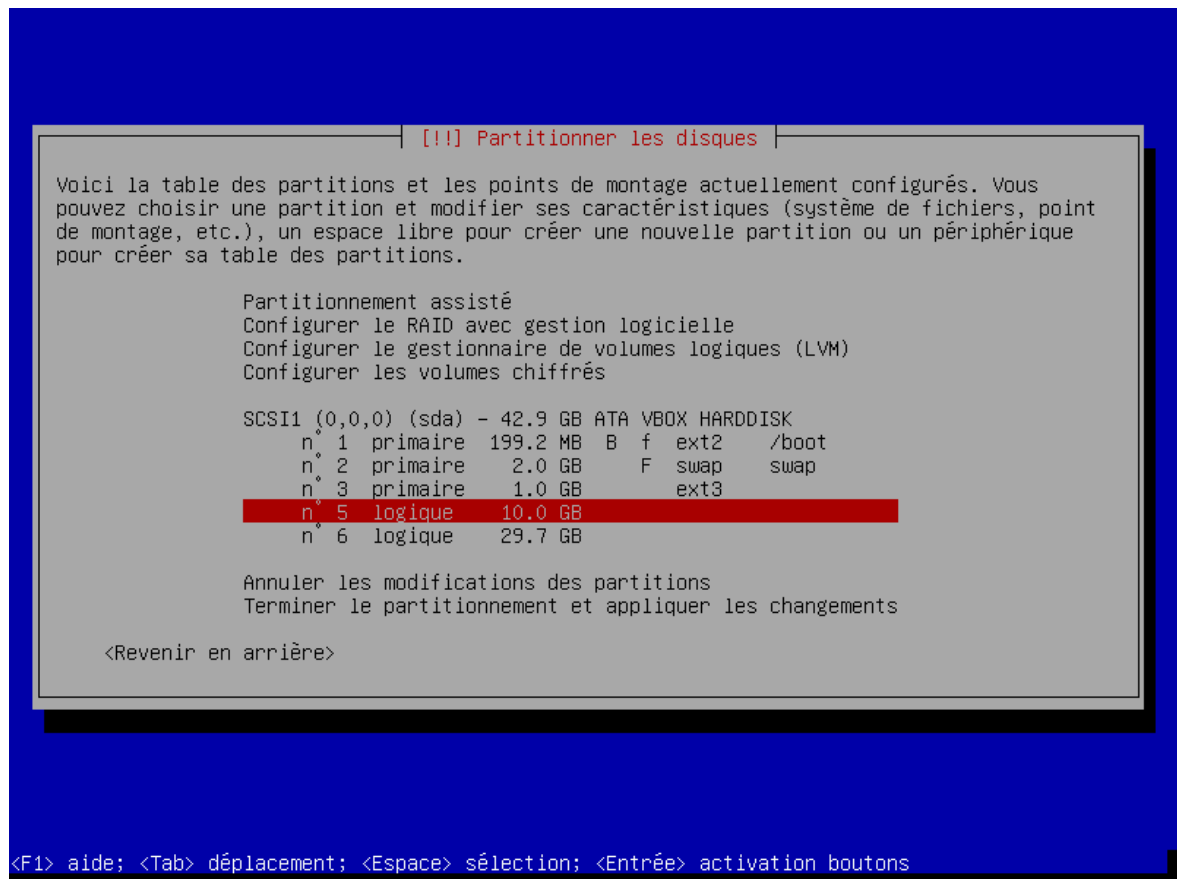 [!!] Partitionner les disques
Voici la table des partitions et les points de montage actuellement configurés. Vous
pouvez choisir une partition et modifier ses caractéristiques (système de fichiers, point
de montage, etc.), un espace libre pour créer une nouvelle partition ou un périphérique
pour créer sa table des partitions.
Partitionnement assisté
Configurer le RAID avec gestion logicielle
Configurer le gestionnaire de volumes logiques (LVM)
Configurer les volumes chiffrés
SCSI1 (0,0,0) (sda) - 42.9 GB ATA VBOX HARDDISK
n° 1 primaire 199.2 MB B f ext2 /boot
n° 2 primaire 2.0 GB F swap swap
n° 3 primaire 1.0 GB ext3
n° 5 logique 10.0 GB
n° 6 logique 29.7 GB
Annuler les modifications des partitions
Terminer le partitionnement et appliquer les changements
<Revenir en arrière>
<F1> aide; <Tab> déplacement; <Espace> sélection; <Entrée> activation boutons